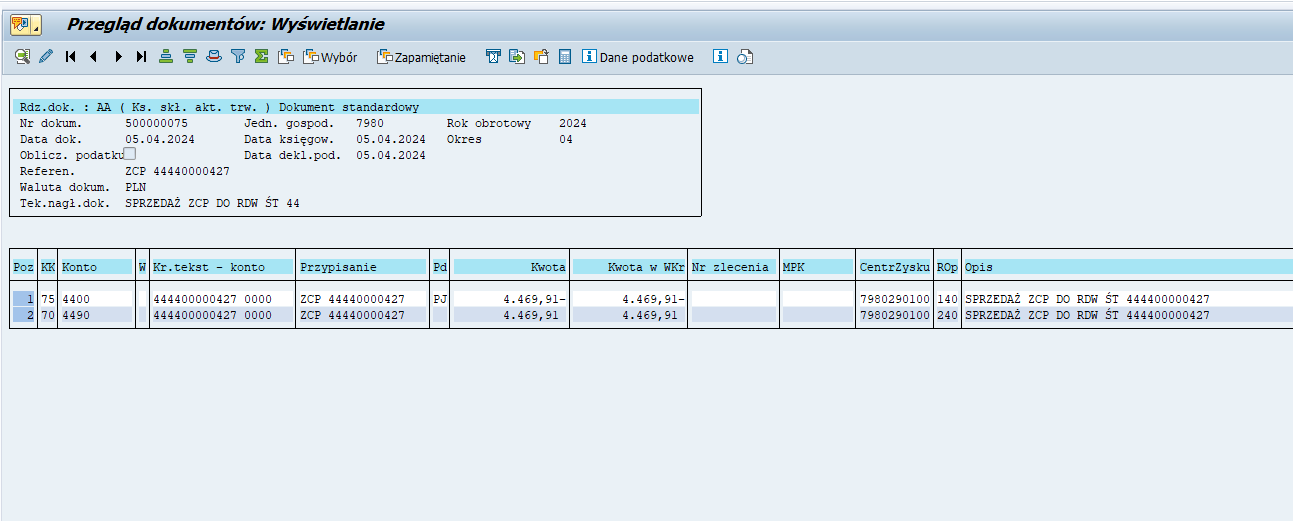 Przegląd dokumentów: Wyświetlanie
Wybór Zapamiętanie Dane podatkowe
Rdz.dok. : AA ( Ks. skł. akt. trw. ) Dokument standardowy
Nr dokum. 500000075 Jedn. gospod. 7980 Rok obrotowy 2024
Data dok. 05.04.2024 Data księgow. 05.04.2024 Okres 04
Oblicz. podatku Data dekl.pod. 05.04.2024
Referen. ZCP 44440000427
Waluta dokum. PLN
Tek.nagł.dok. SPRZEDAŻ ZCP DO RDW ŚT 44
Poz KK Konto W Kr.tekst - konto Przypisanie Pd Kwota Kwota w WKr Nr zlecenia MPK CentrZysku ROp Opis
1 75 4400 444400000427 0000 ZCP 44440000427 PJ 4.469,91- 4.469,91- 7980290100 140 SPRZEDAŻ ZCP DO RDW ŚT 444400000427
2 70 4490 444400000427 0000 ZCP 44440000427 4.469,91 4.469,91 7980290100 240 SPRZEDAŻ ZCP DO RDW ŚT 444400000427